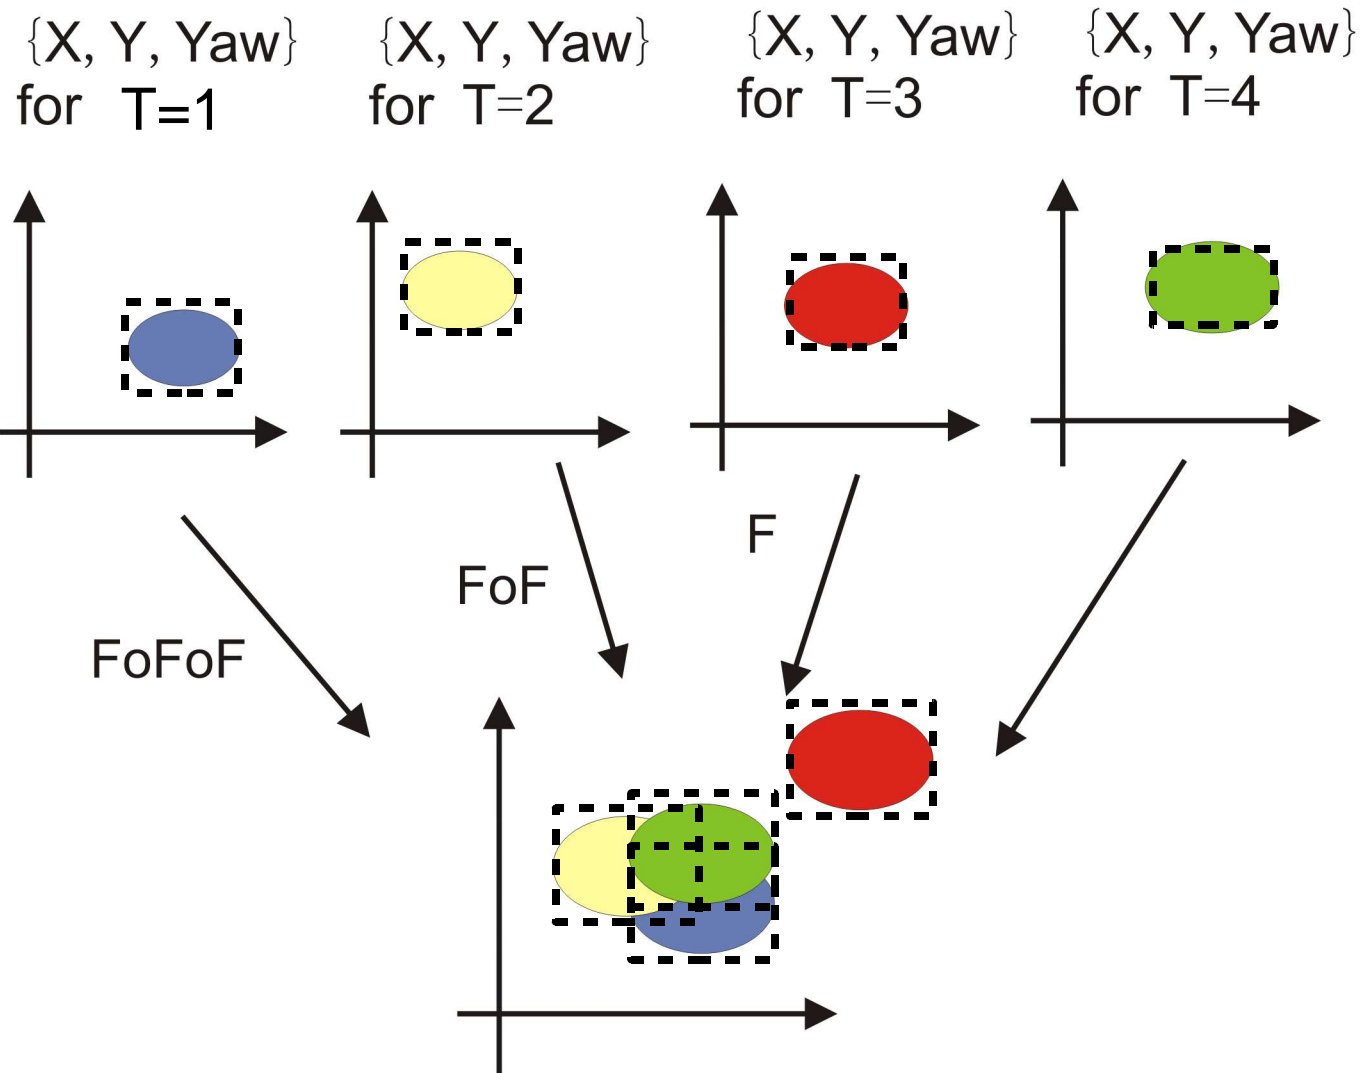 {X, Y, Yaw}
for T=1
{X, Y, Yaw}
for T=2
{X, Y, Yaw}
for T=3
{X, Y, Yaw}
for T=4
F
FoF
FoFoF